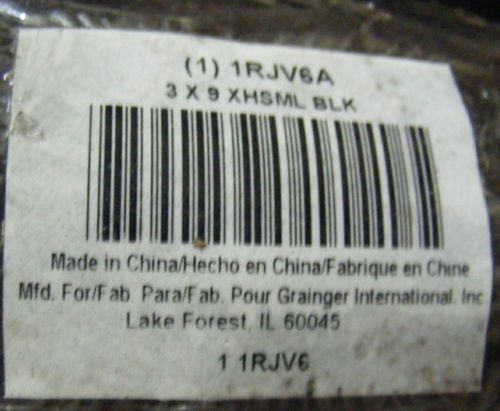 (1) 1RJV6A
3 X 9 XHSML BLK
Made in China/Hecho en China/Fabrique en Chine
Mfd. For/Fab. Para/Fab. Pour Grainger International. Inc
Lake Forest, IL 60045
1 1RJV6